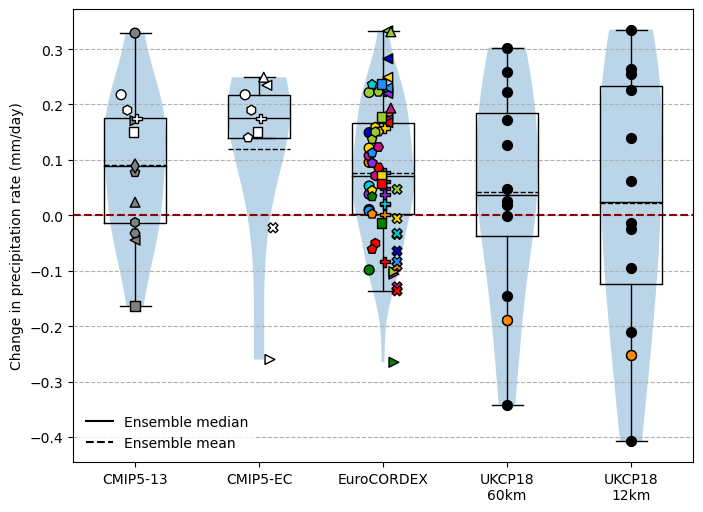 Change in precipitation rate (mm/day)
0.3
0.2
0.1
0.0
−0.1
−0.2
−0.3
−0.4
Ensemble median
Ensemble mean
CMIP5-13
CMIP5-EC
EuroCORDEX
UKCP18
60km
UKCP18
12km